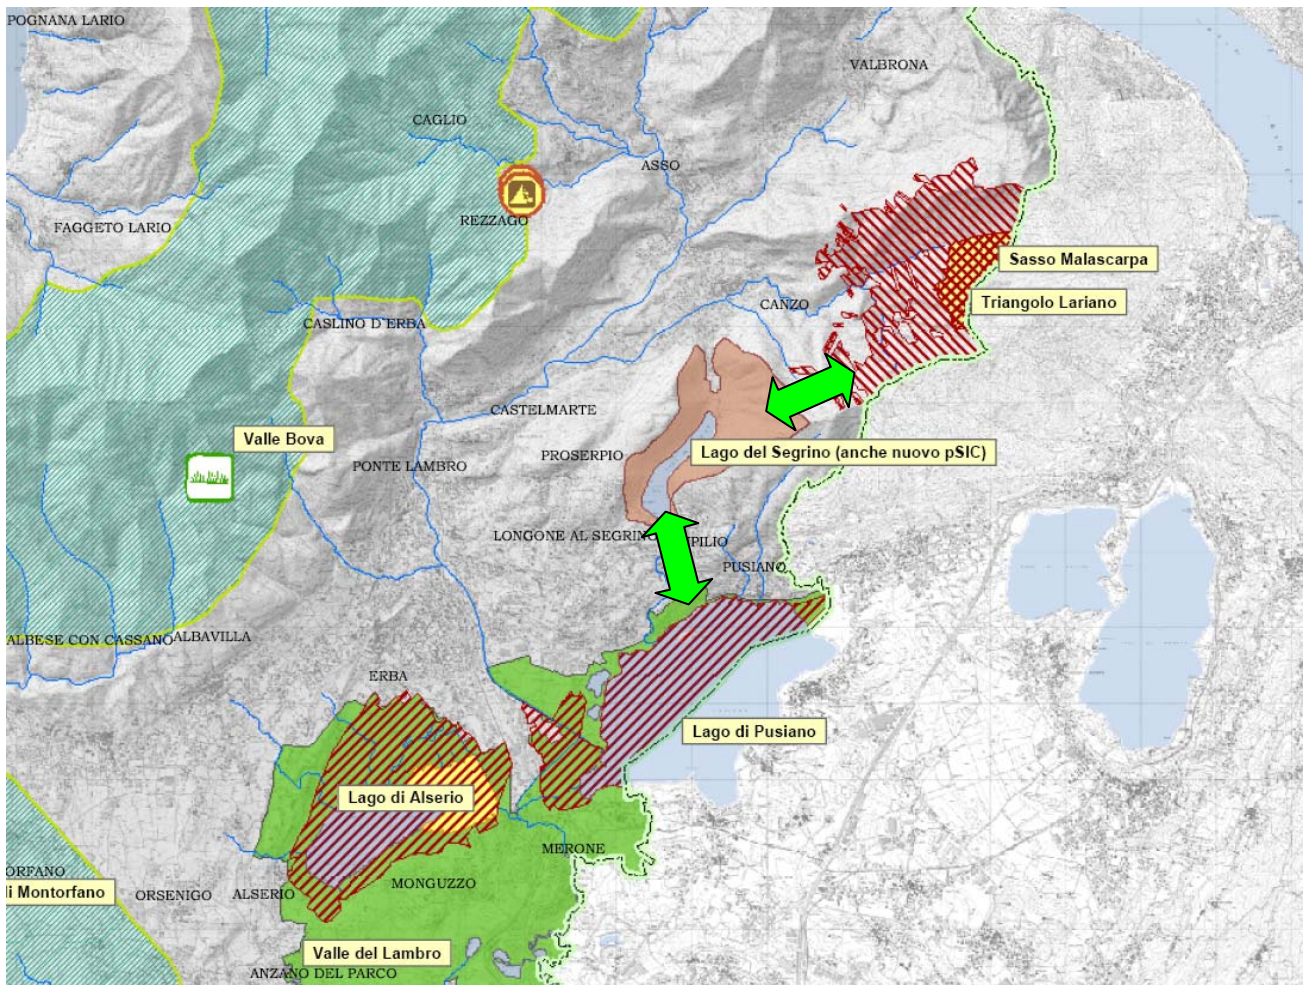 POGNANA LARIO
VALBRONA
CAGLIO
ASSO
REZZAGO
FAGGETO LARIO
Sasso Malascarpa
Triangolo Lariano
CANZO
CASLINO D'ERBA
CASTELMARTE
Valle Bova
Lago del Segrino (anche nuovo pSIC)
PROSERPIO
PONTE LAMBRO
LONGONE AL SEGRINO
PILIO
PUSIANO
ALBESE CON CASSANO
ALBAVILLA
ERBA
Lago di Pusiano
Lago di Alserio
MERONE
ORFANO
li Montorfano
ORSENIGO
ALSERIO
MONGUZZO
Valle del Lambro
ANZANO DEL PARCO